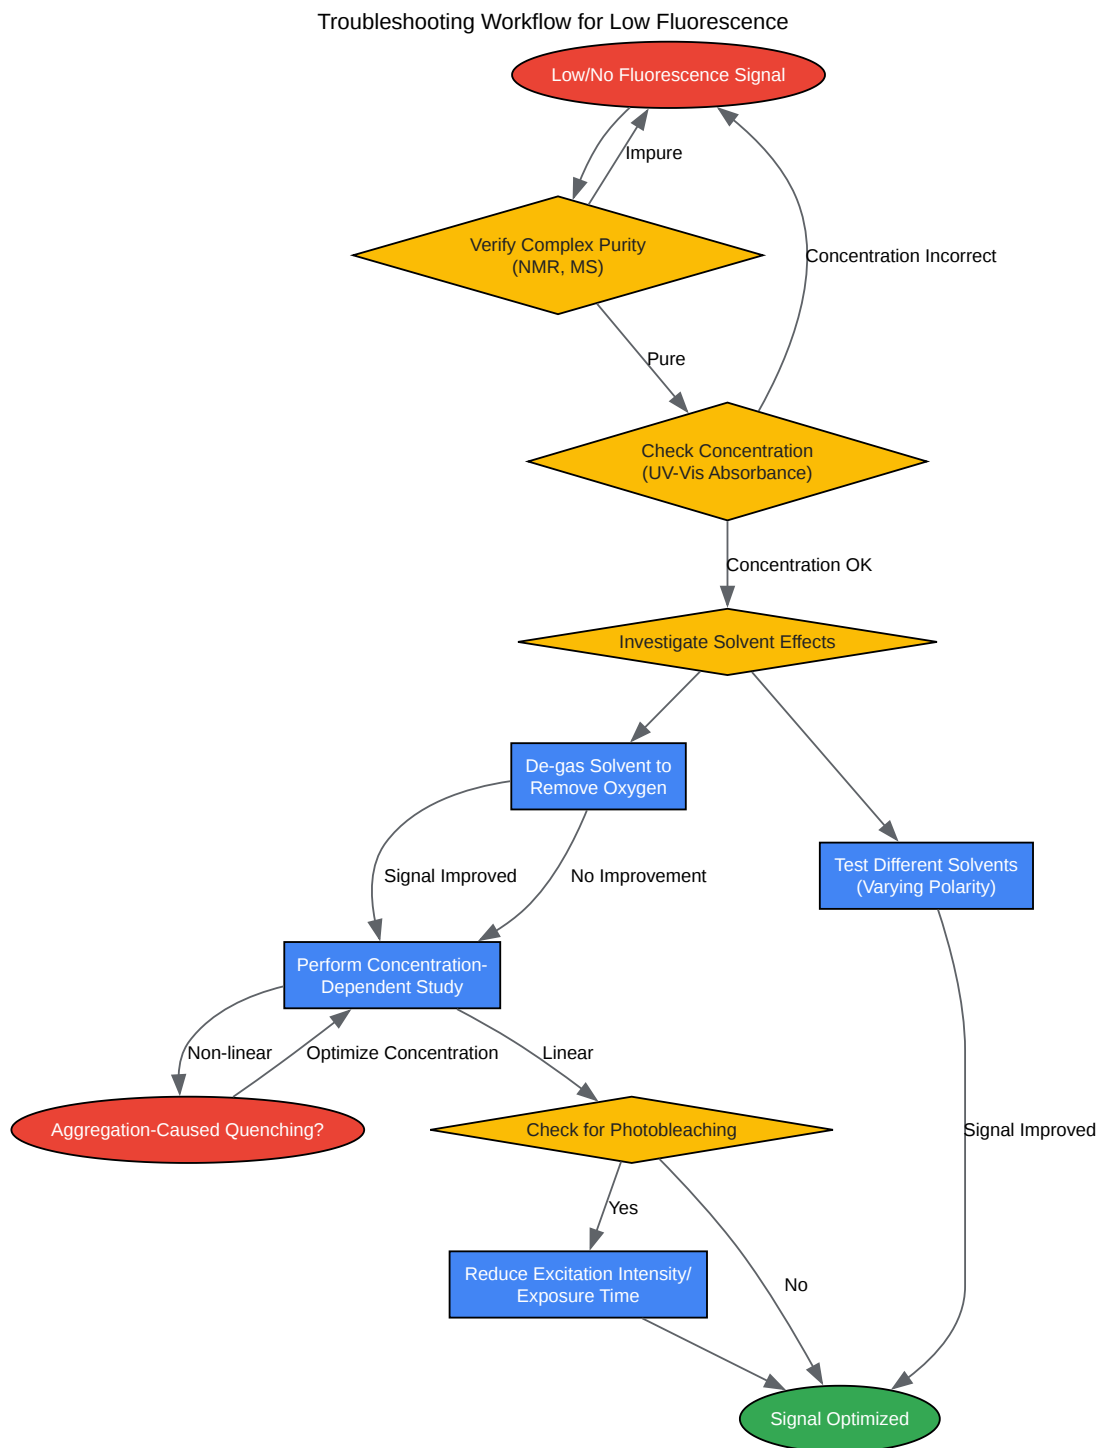 Troubleshooting Workflow for Low Fluorescence
Low/No Fluorescence Signal
Impure
Verify Complex Purity
(NMR, MS)
Concentration Incorrect
Pure
Check Concentration
(UV-Vis Absorbance)
Concentration OK
Investigate Solvent Effects
De-gas Solvent to
Remove Oxygen
Test Different Solvents
(Varying Polarity)
Signal Improved
No Improvement
Perform Concentration-
Dependent Study
Non-linear
Optimize Concentration
Linear
Aggregation-Caused Quenching?
Check for Photobleaching
Signal Improved
Yes
Reduce Excitation Intensity/
Exposure Time
No
Signal Optimized